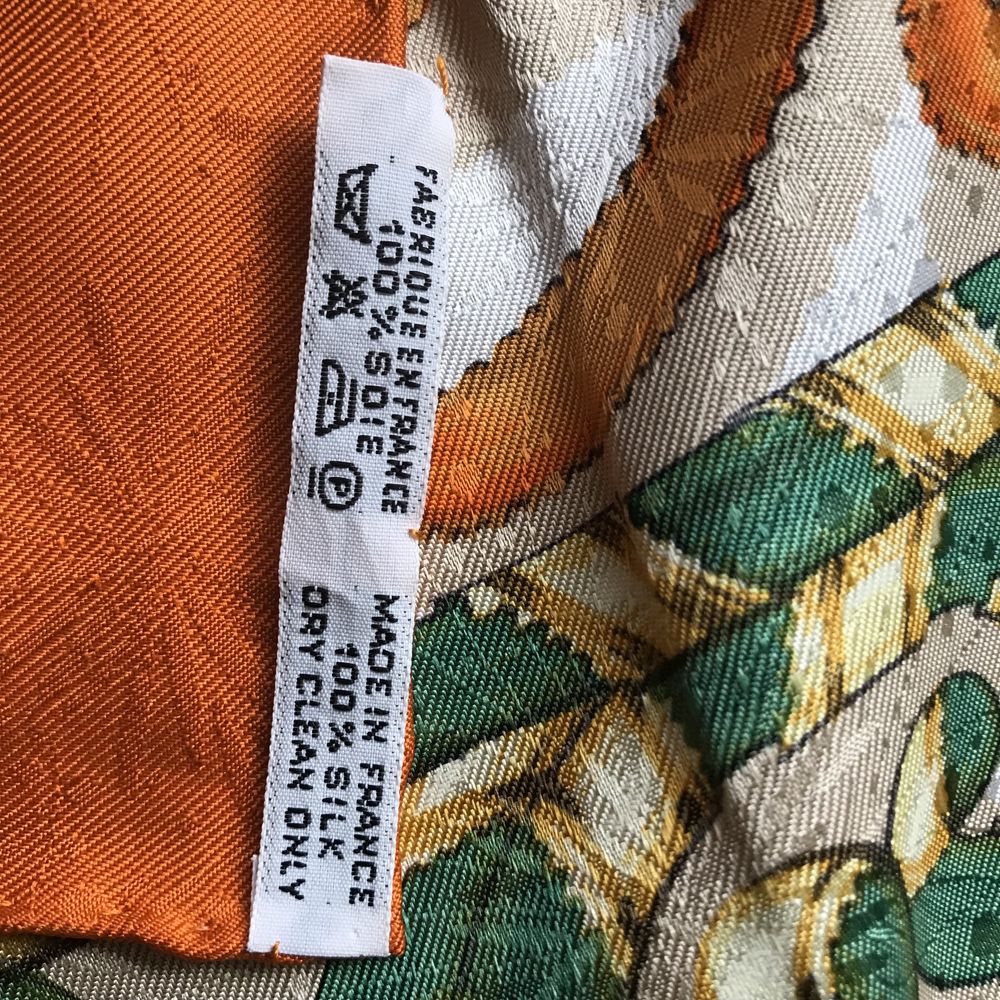 FABRIQUE EN FRANCE
100 % SOIE
P
MADE IN FRANCE
100 % SILK
DRY CLEAN ONLY